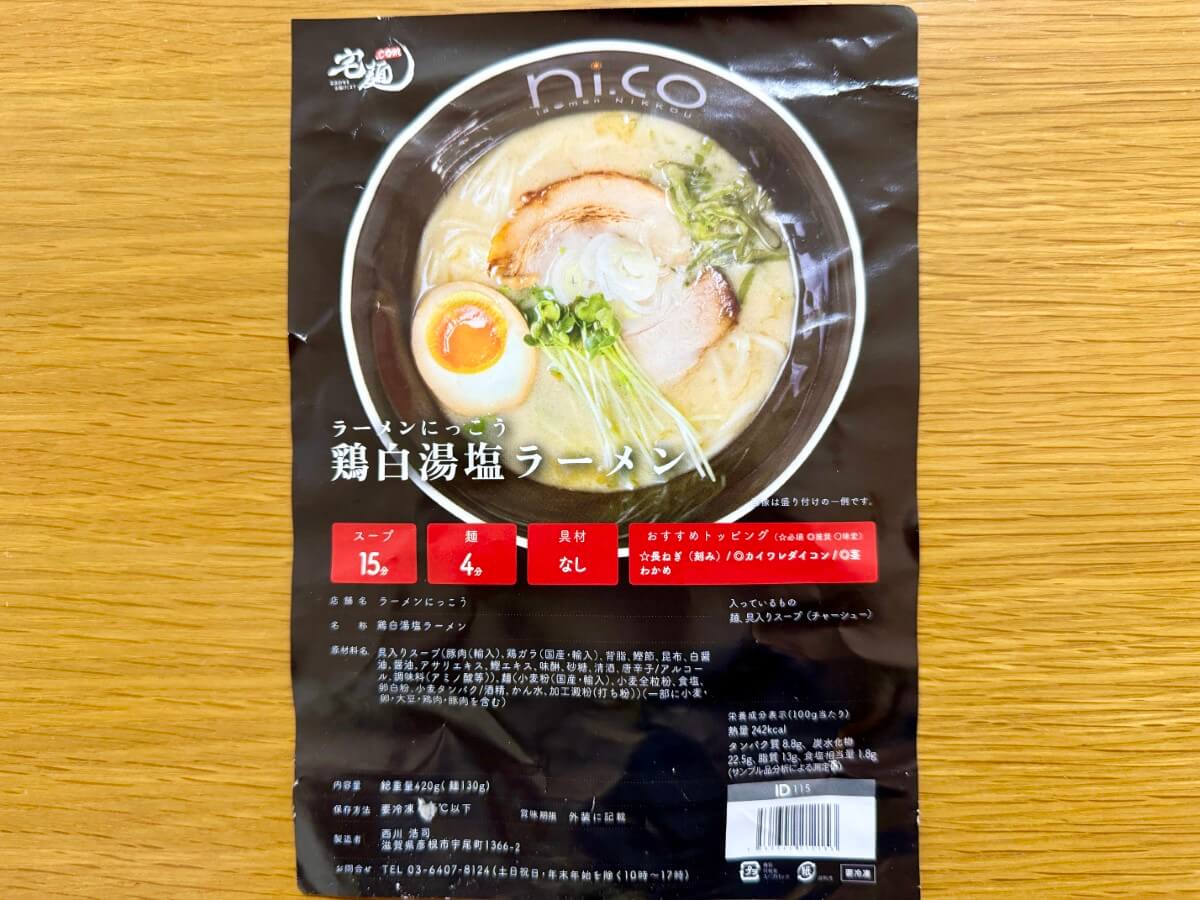 宅麺
.com
ni.co
ramen NIKKOU
ラーメンにっこう
鶏白湯塩ラーメン
は盛り付けの一例です。
スープ
15分
麺
4分
具材
なし
おすすめトッピング(☆必須 ◎推奨 〇味変)
☆長ねぎ(刻み)/◎カイワレダイコン/◎茎
わかめ
店舗名 ラーメンにっこう
名 称 鶏白湯塩ラーメン
入っているもの
麺、具入りスープ(チャーシュー)
原材料名 具入りスープ(豚肉(輸入)、鶏ガラ(国産・輸入)、背脂、鰹節、昆布、白醤
油、醤油、アサリエキス、鰹エキス、味醂、砂糖、清酒、唐辛子/アルコー
ル、調味料(アミノ酸等))、麺(小麦粉(国産・輸入)、小麦全粒粉、食塩、
卵白粉、小麦タンパク/酒精、かん水、加工澱粉(打ち粉))(一部に小麦・
卵・大豆・鶏肉・豚肉を含む)
栄養成分表示(100g当たり)
熱量 242kcal
タンパク質 8.8g、炭水化物
22.5g、脂質 13g、食塩相当量 1.8g
(サンプル品分析による測定値)
内容量 総重量420g(麺130g)
保存方法 要冷凍 ℃以下
賞味期限 外装に記載
製造者 西川 浩司
滋賀県彦根市宇尾町1366-2
お問合せ TEL 03-6407-8124(土日祝日・年末年始を除く10時〜17時)
ID 115
プラ
紙
要冷凍